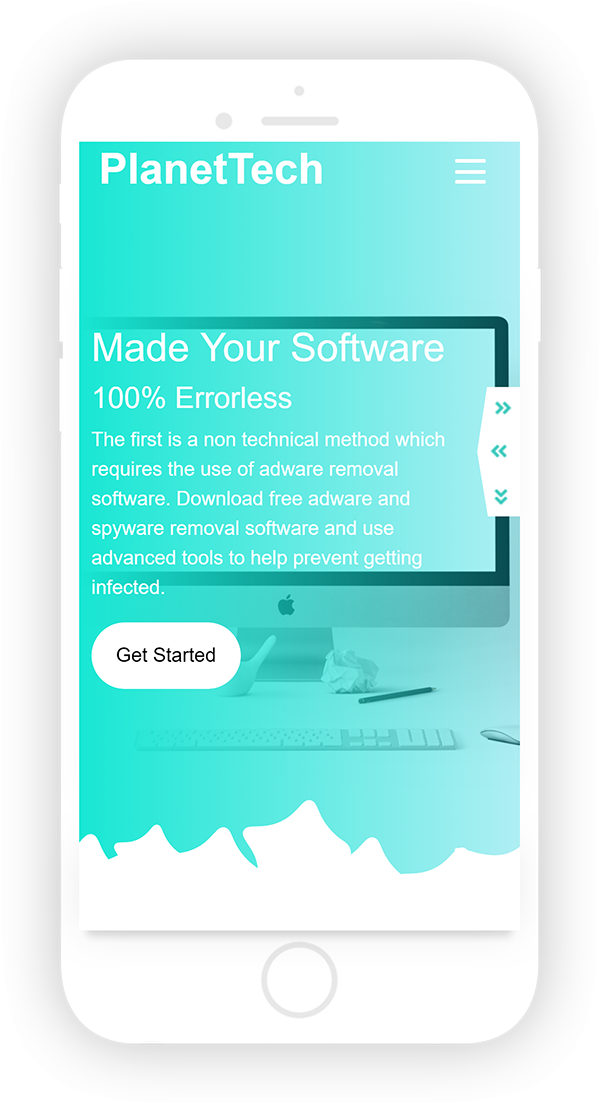 PlanetTech
Made Your Software
100% Errorless
The first is a non technical method which
requires the use of adware removal
software. Download free adware and
spyware removal software and use
advanced tools to help prevent getting
infected.
Get Started